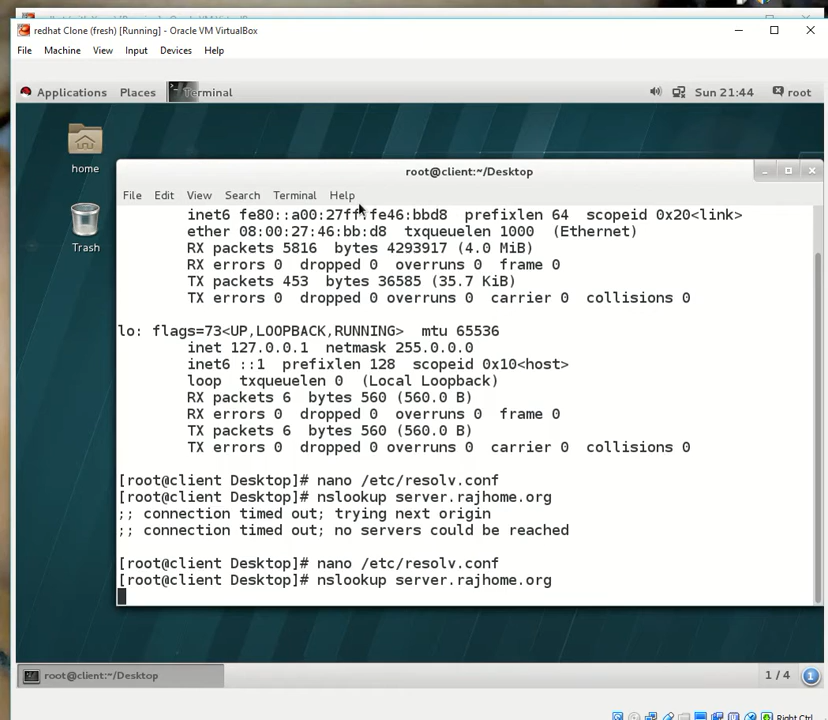 redhat Clone (fresh) [Running] - Oracle VM VirtualBox
File Machine View Input Devices Help
Applications Places Terminal Sun 21:44 root
home
Trash
root@client:~/Desktop
File Edit View Search Terminal Help
inet6 fe80::a00:27ff:fe46:bbd8 prefixlen 64 scopeid 0x20<link>
ether 08:00:27:46:bb:d8 txqueuelen 1000 (Ethernet)
RX packets 5816 bytes 4293917 (4.0 MiB)
RX errors 0 dropped 0 overruns 0 frame 0
TX packets 453 bytes 36585 (35.7 KiB)
TX errors 0 dropped 0 overruns 0 carrier 0 collisions 0
lo: flags=73<UP,LOOPBACK,RUNNING> mtu 65536
inet 127.0.0.1 netmask 255.0.0.0
inet6 ::1 prefixlen 128 scopeid 0x10<host>
loop txqueuelen 0 (Local Loopback)
RX packets 6 bytes 560 (560.0 B)
RX errors 0 dropped 0 overruns 0 frame 0
TX packets 6 bytes 560 (560.0 B)
TX errors 0 dropped 0 overruns 0 carrier 0 collisions 0
[root@client Desktop]# nano /etc/resolv.conf
[root@client Desktop]# nslookup server.rajhome.org
;; connection timed out; trying next origin
;; connection timed out; no servers could be reached
[root@client Desktop]# nano /etc/resolv.conf
[root@client Desktop]# nslookup server.rajhome.org
root@client:~/Desktop 1 / 4 1
Right Ctrl